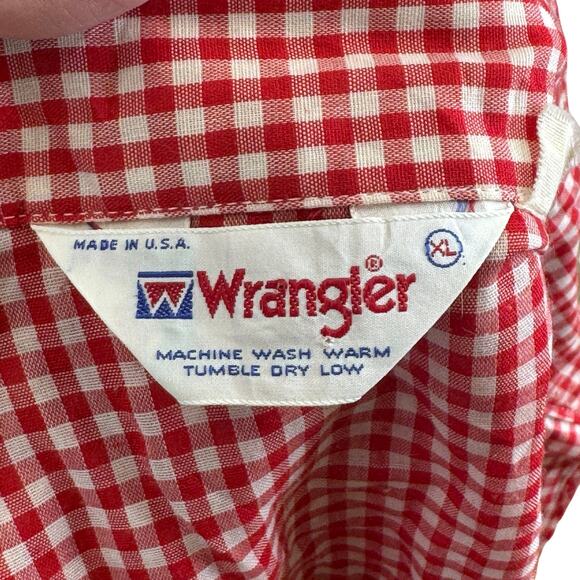 MADE IN U.S.A. XL
W Wrangler®
MACHINE WASH WARM
TUMBLE DRY LOW